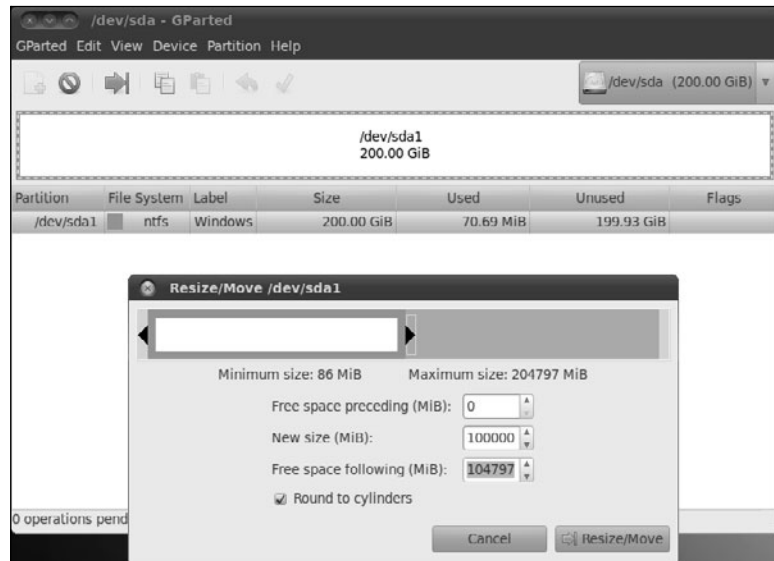 /dev/sda - GParted
GParted Edit View Device Partition Help
/dev/sda (200.00 GiB)
/dev/sda1
200.00 GiB
Partition File System Label Size Used Unused Flags
/dev/sda1 ntfs Windows 200.00 GiB 70.69 MiB 199.93 GiB
Resize/Move /dev/sda1
Minimum size: 86 MiB Maximum size: 204797 MiB
Free space preceding (MiB): 0
New size (MiB): 100000
Free space following (MiB): 104797
Round to cylinders
0 operations pend
Cancel Resize/Move